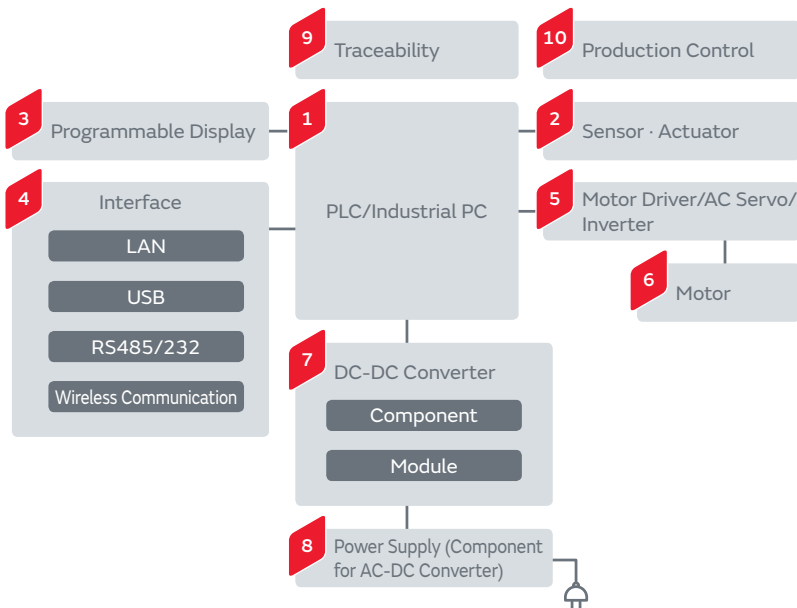 9
Traceability
10
Production Control
3
Programmable Display
1
PLC/Industrial PC
2
Sensor · Actuator
4
Interface
LAN
USB
RS485/232
Wireless Communication
5
Motor Driver/AC Servo/
Inverter
6
Motor
7
DC-DC Converter
Component
Module
8
Power Supply (Component
for AC-DC Converter)